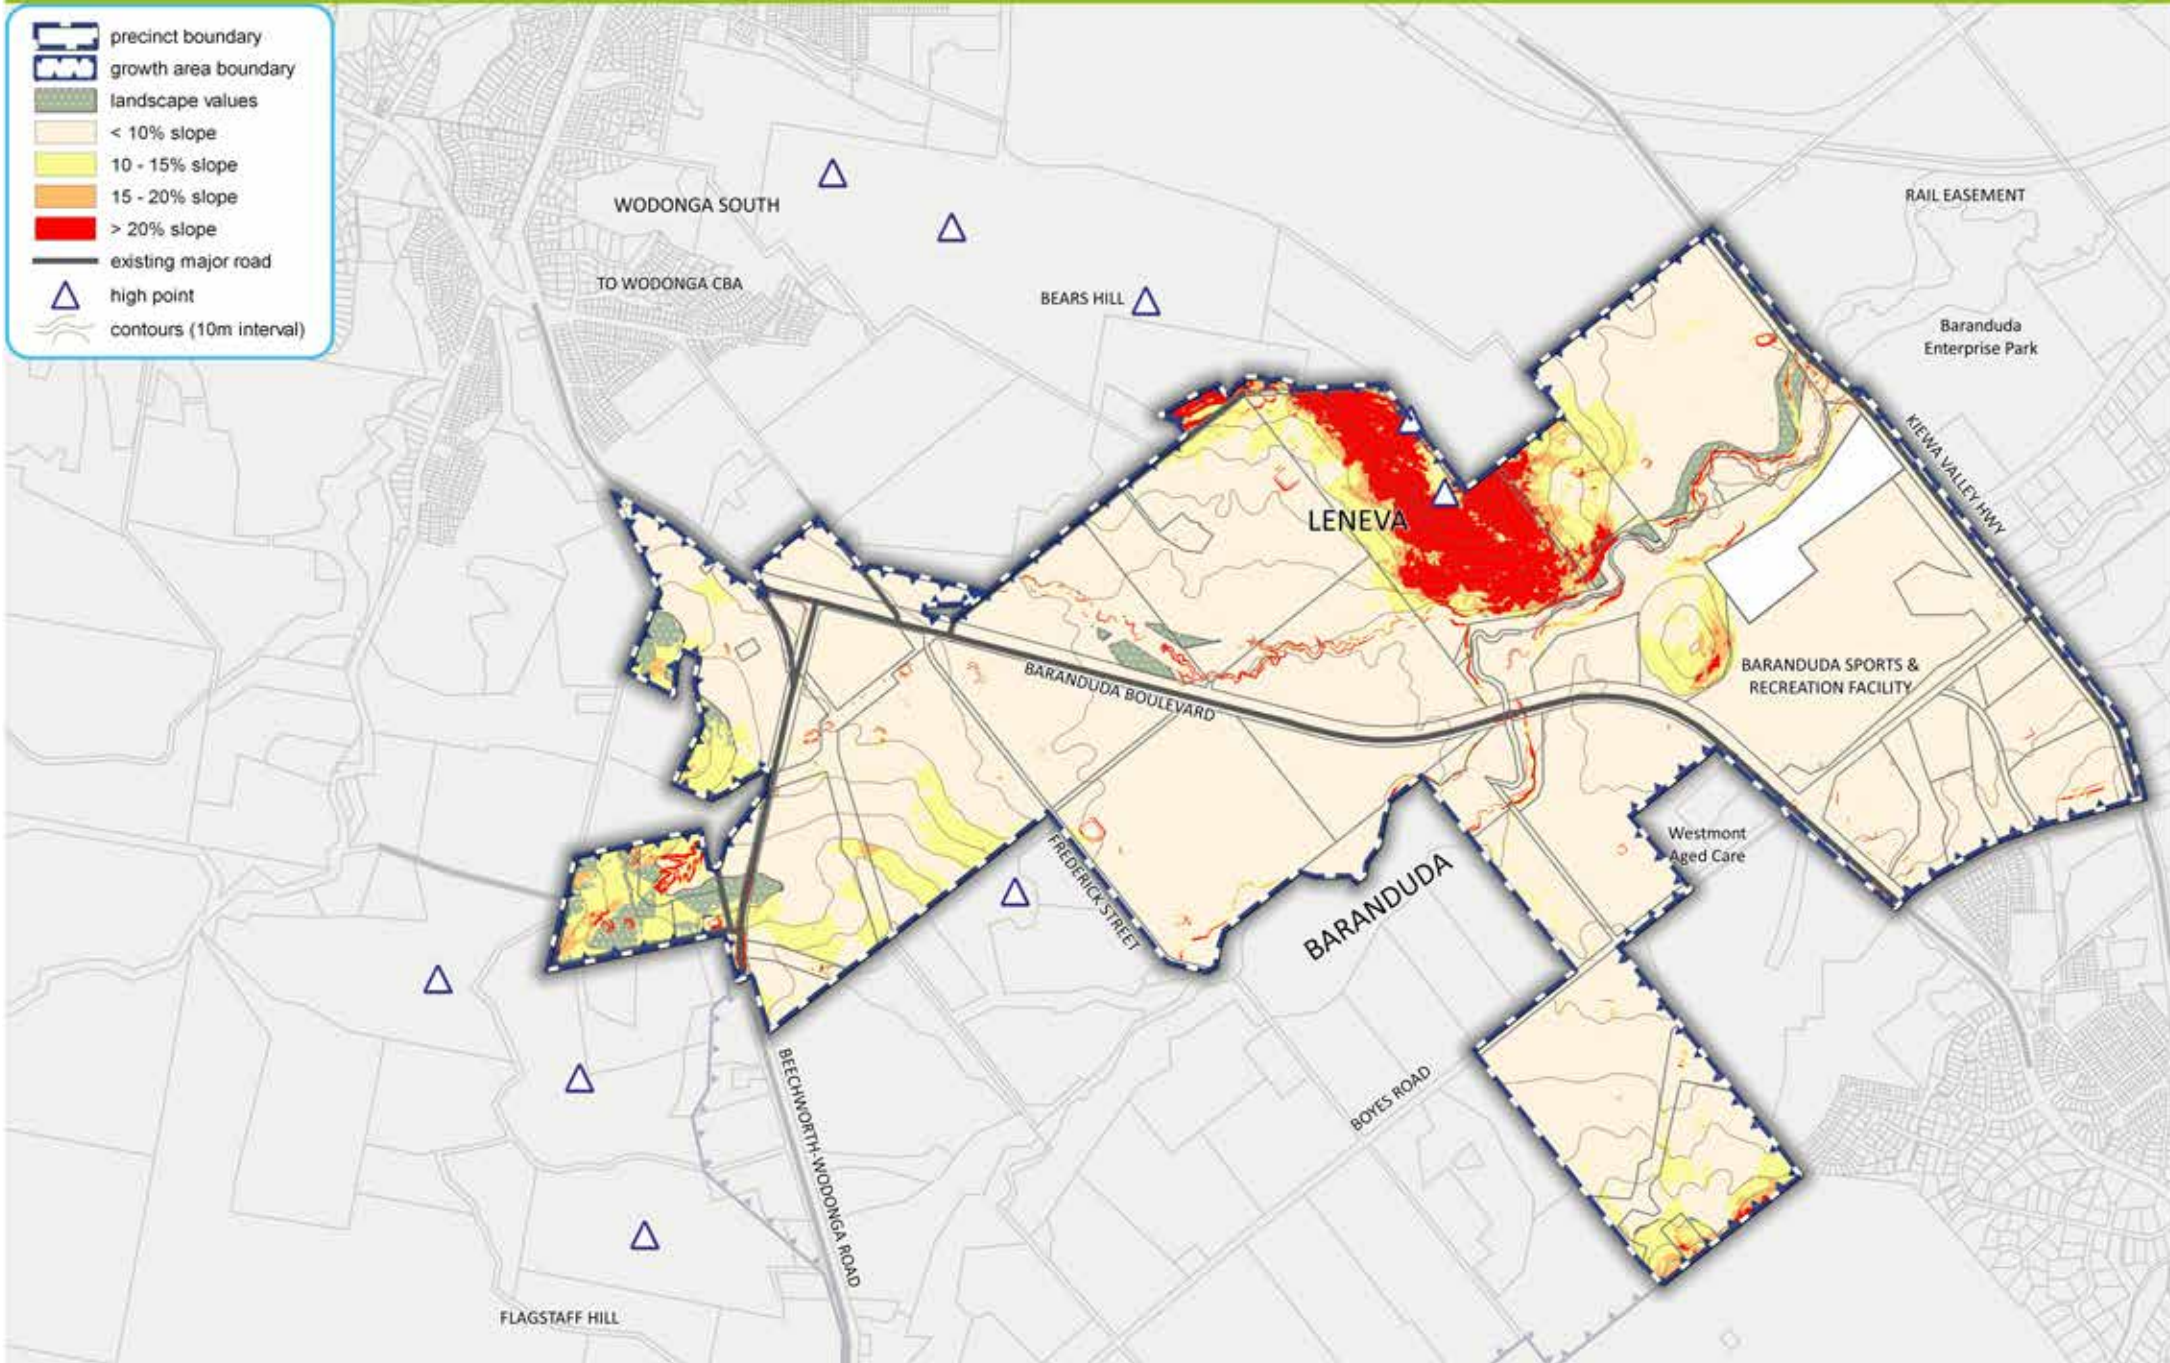 precinct boundary
growth area boundary
landscape values
< 10% slope
10 - 15% slope
15 - 20% slope
> 20% slope
existing major road
high point
contours (10m interval)
WODONGA SOUTH
TO WODONGA CBA
BEARS HILL
RAIL EASEMENT
Baranduda
Enterprise Park
KIEWA VALLEY HWY
LENEVA
BARANDUDA SPORTS &
RECREATION FACILITY
BARANDUDA BOULEVARD
Westmont
Aged Care
FREDERICK STREET
BARANDUDA
BOYES ROAD
BEECHWORTH-WODONGA ROAD
FLAGSTAFF HILL